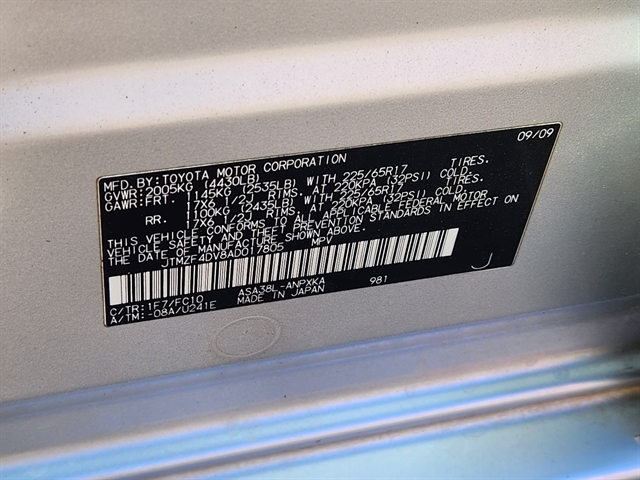 MFD.BY:TOYOTA MOTOR CORPORATION 09/09
GVWR:2005KG (4430LB)
GAWR:FRT. 1145KG (2535LB) WITH 225/65R17 TIRES.
17X6 1/2J RIMS. AT 220KPA (32PSI) COLD.
RR. 1100KG (2435LB) WITH 225/65R17 TIRES.
17X6 1/2J RIMS. AT 220KPA (32PSI) COLD.
THIS VEHICLE CONFORMS TO ALL APPLICABLE FEDERAL MOTOR
VEHICLE SAFETY AND THEFT PREVENTION STANDARDS IN EFFECT ON
THE DATE OF MANUFACTURE SHOWN ABOVE.
JTMZF4DV8AD017805 MPV
J
C/TR:1F7/FC10 ASA38L-ANPXKA 981
A/TM:-08A/U241E MADE IN JAPAN